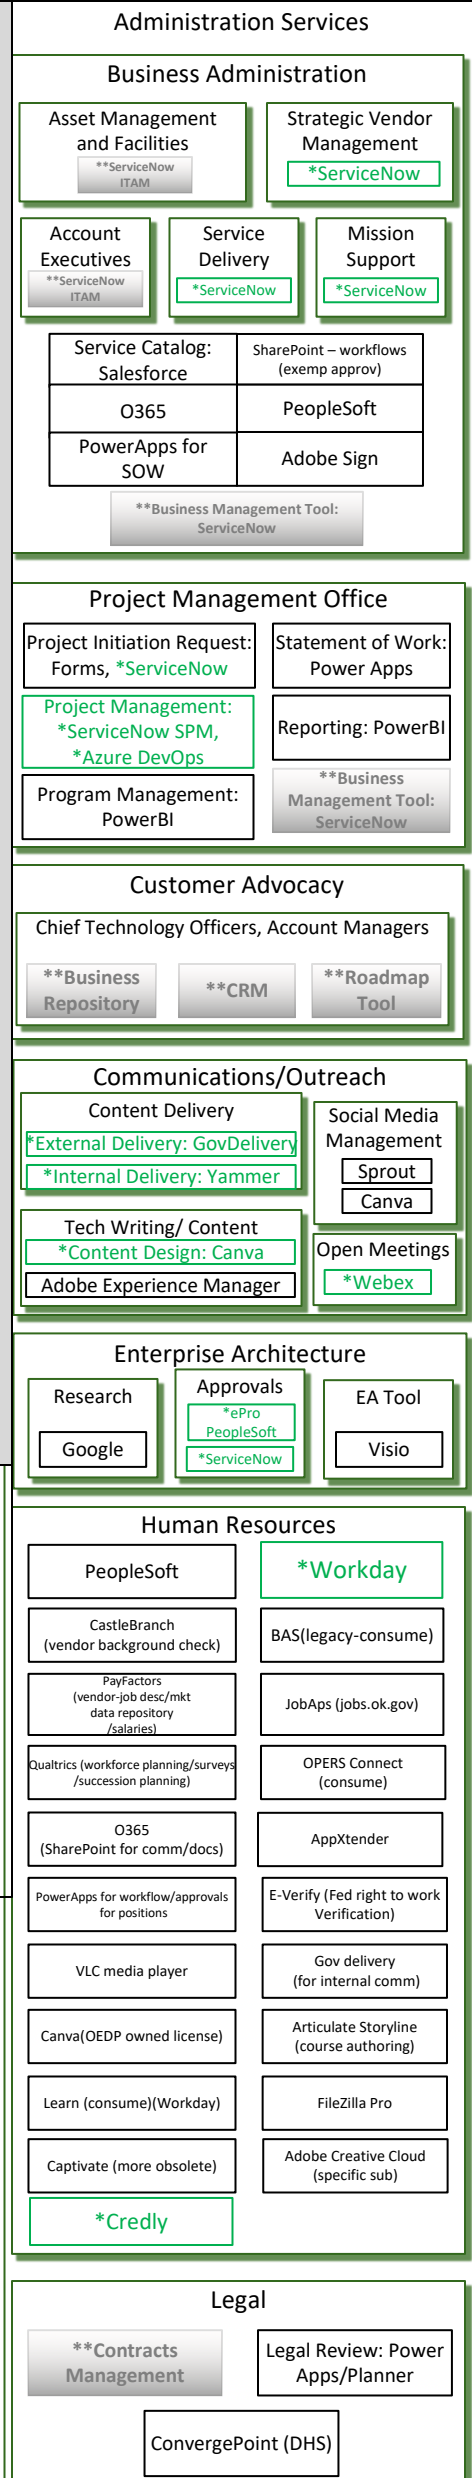 Administration Services
Business Administration
Asset Management
and Facilities
**ServiceNow
ITAM
Strategic Vendor
Management
*ServiceNow
Account
Executives
**ServiceNow
ITAM
Service
Delivery
*ServiceNow
Mission
Support
*ServiceNow
Service Catalog:
Salesforce
SharePoint – workflows
(exemp approv)
O365
PeopleSoft
PowerApps for
SOW
Adobe Sign
**Business Management Tool:
ServiceNow
Project Management Office
Project Initiation Request:
Forms, *ServiceNow
Statement of Work:
Power Apps
Project Management:
*ServiceNow SPM,
*Azure DevOps
Reporting: PowerBI
Program Management:
PowerBI
**Business
Management Tool:
ServiceNow
Customer Advocacy
Chief Technology Officers, Account Managers
**Business
Repository
**CRM
**Roadmap
Tool
Communications/Outreach
Content Delivery
*External Delivery: GovDelivery
*Internal Delivery: Yammer
Social Media
Management
Sprout
Canva
Tech Writing/ Content
*Content Design: Canva
Adobe Experience Manager
Open Meetings
*Webex
Enterprise Architecture
Research
Google
Approvals
*ePro
PeopleSoft
*ServiceNow
EA Tool
Visio
Human Resources
PeopleSoft
*Workday
CastleBranch
(vendor background check)
BAS(legacy-consume)
PayFactors
(vendor-job desc/mkt
data repository
/salaries)
JobAps (jobs.ok.gov)
Qualtrics (workforce planning/surveys
/succession planning)
OPERS Connect
(consume)
O365
(SharePoint for comm/docs)
AppXtender
PowerApps for workflow/approvals
for positions
E-Verify (Fed right to work
Verification)
VLC media player
Gov delivery
(for internal comm)
Canva(OEDP owned license)
Articulate Storyline
(course authoring)
Learn (consume)(Workday)
FileZilla Pro
Captivate (more obsolete)
Adobe Creative Cloud
(specific sub)
*Credly
Legal
**Contracts
Management
Legal Review: Power
Apps/Planner
ConvergePoint (DHS)